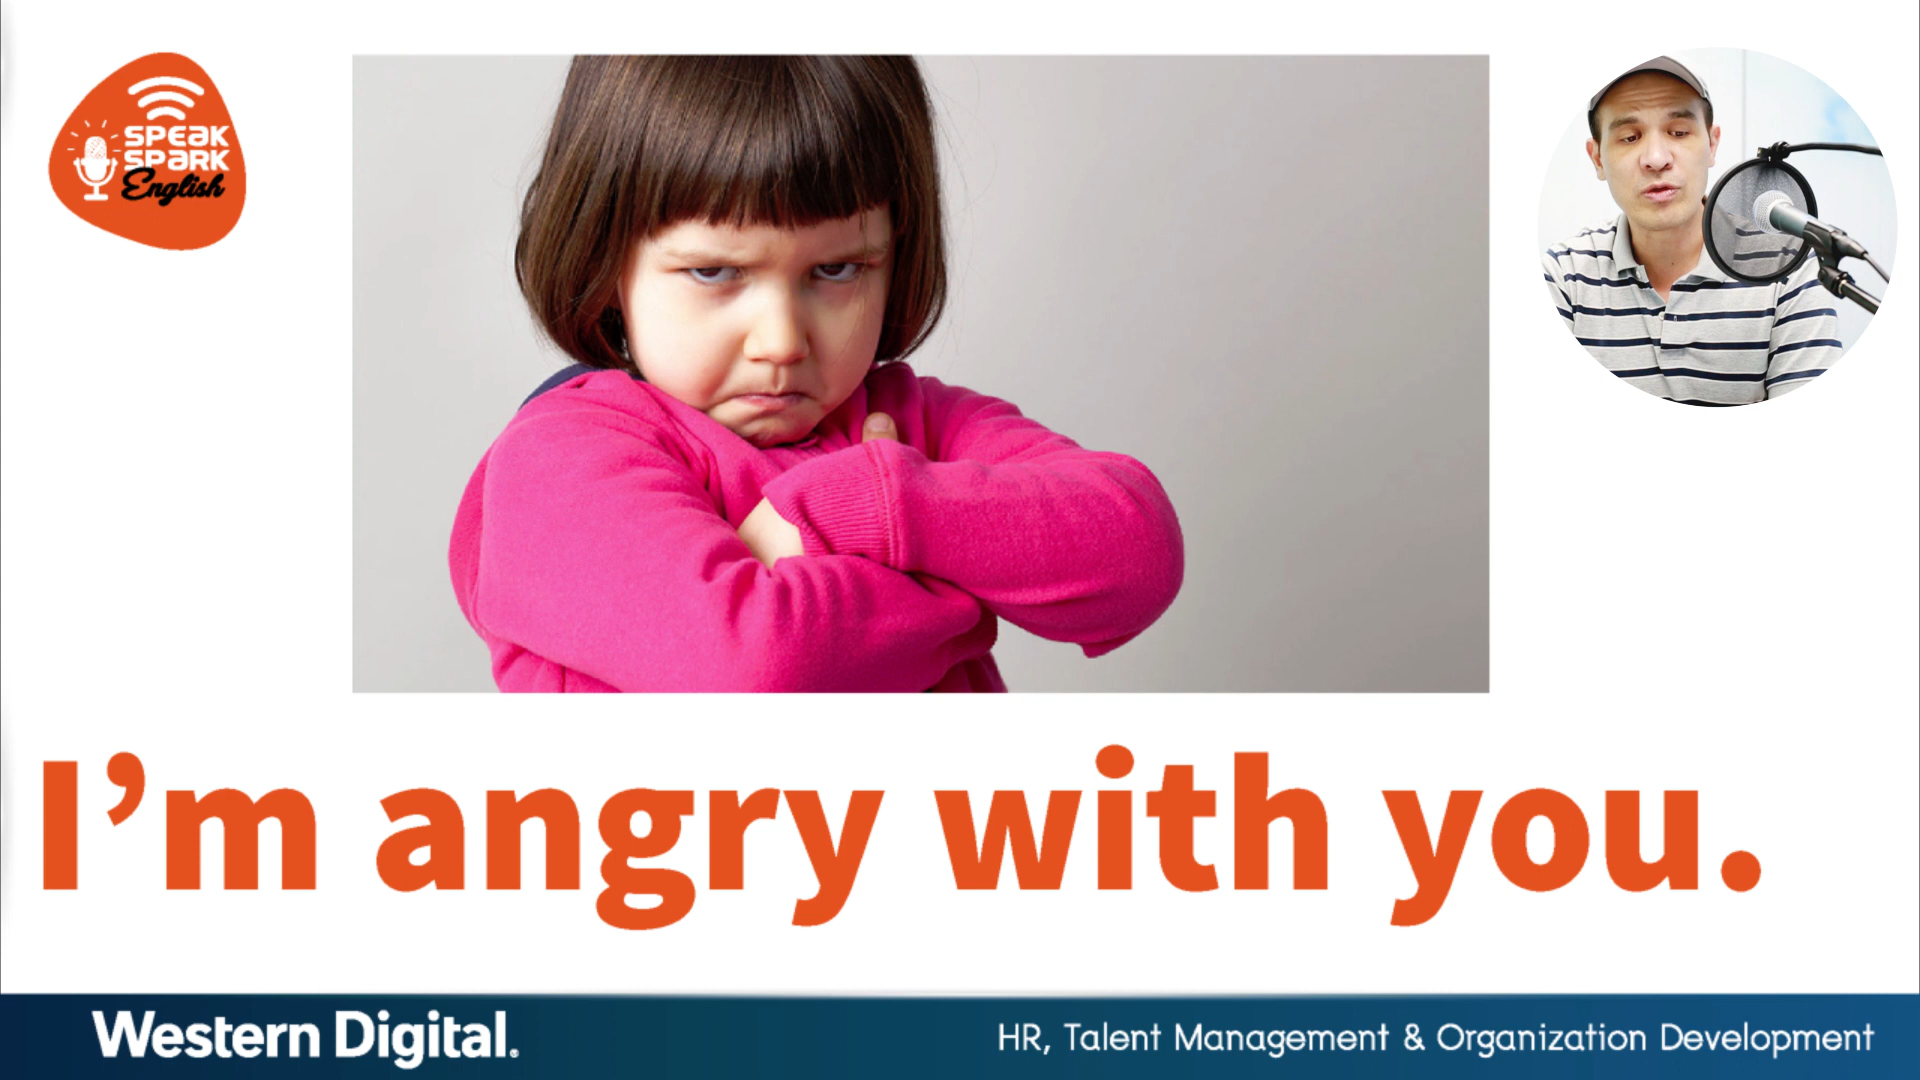 SPEAK
SPARK
English
I'm angry with you.
Western Digital.
HR, Talent Management & Organization Development